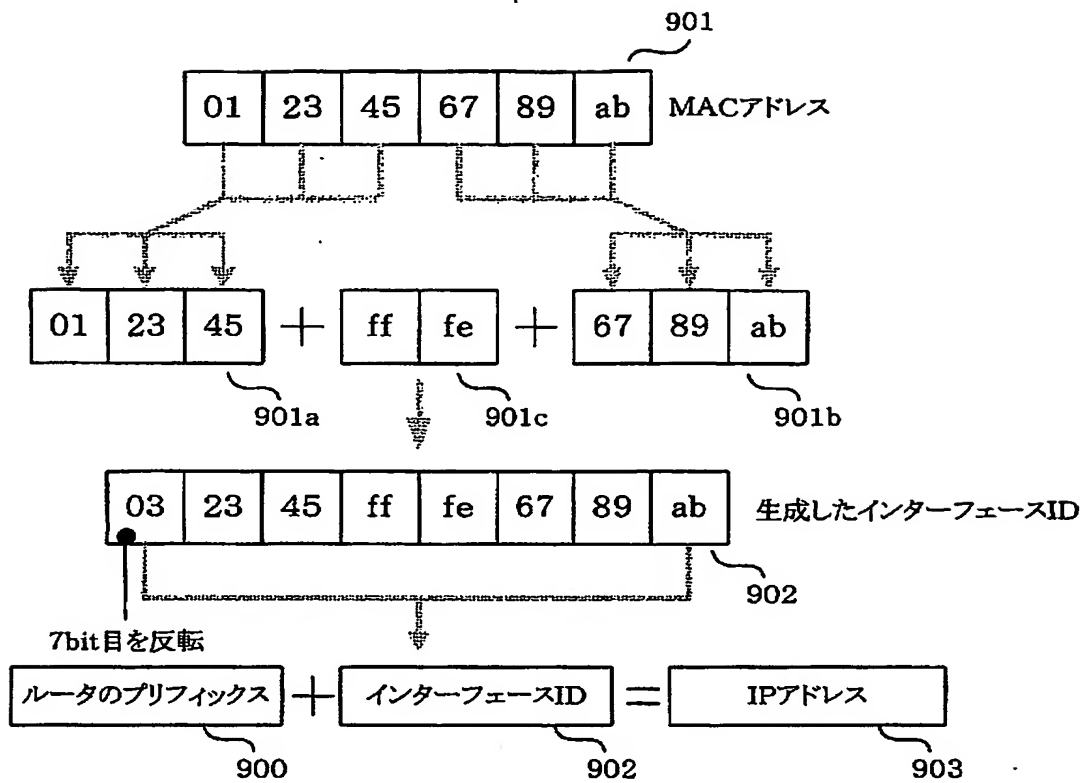 901
01 23 45 67 89 ab MACアドレス
01 23 45 + ff fe + 67 89 ab
901a 901c 901b
03 23 45 ff fe 67 89 ab 生成したインターフェースID
902
7bit目を反転
ルータのプリフィックス + インターフェースID = IPアドレス
900 902 903